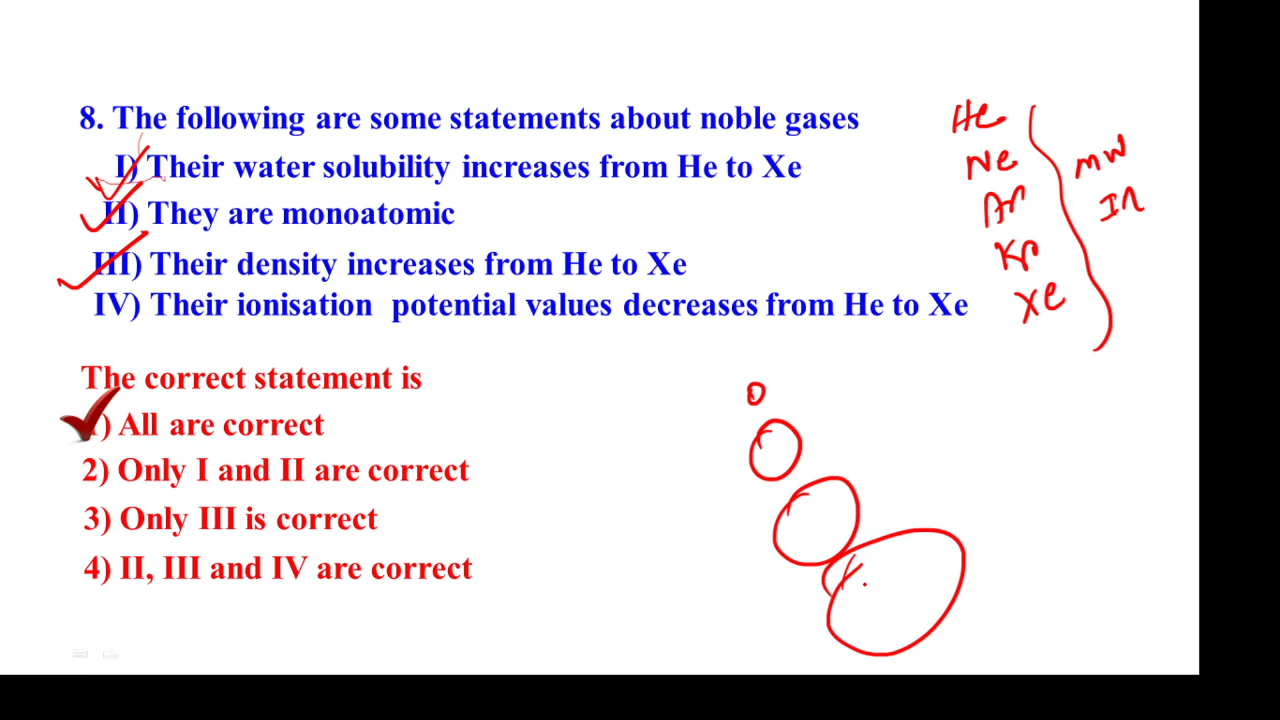 8. The following are some statements about noble gases
I) Their water solubility increases from He to Xe
II) They are monoatomic
III) Their density increases from He to Xe
IV) Their ionisation potential values decreases from He to Xe
The correct statement is
1) All are correct
2) Only I and II are correct
3) Only III is correct
4) II, III and IV are correct
He
Ne
Ar
Kr
Xe
mw
In